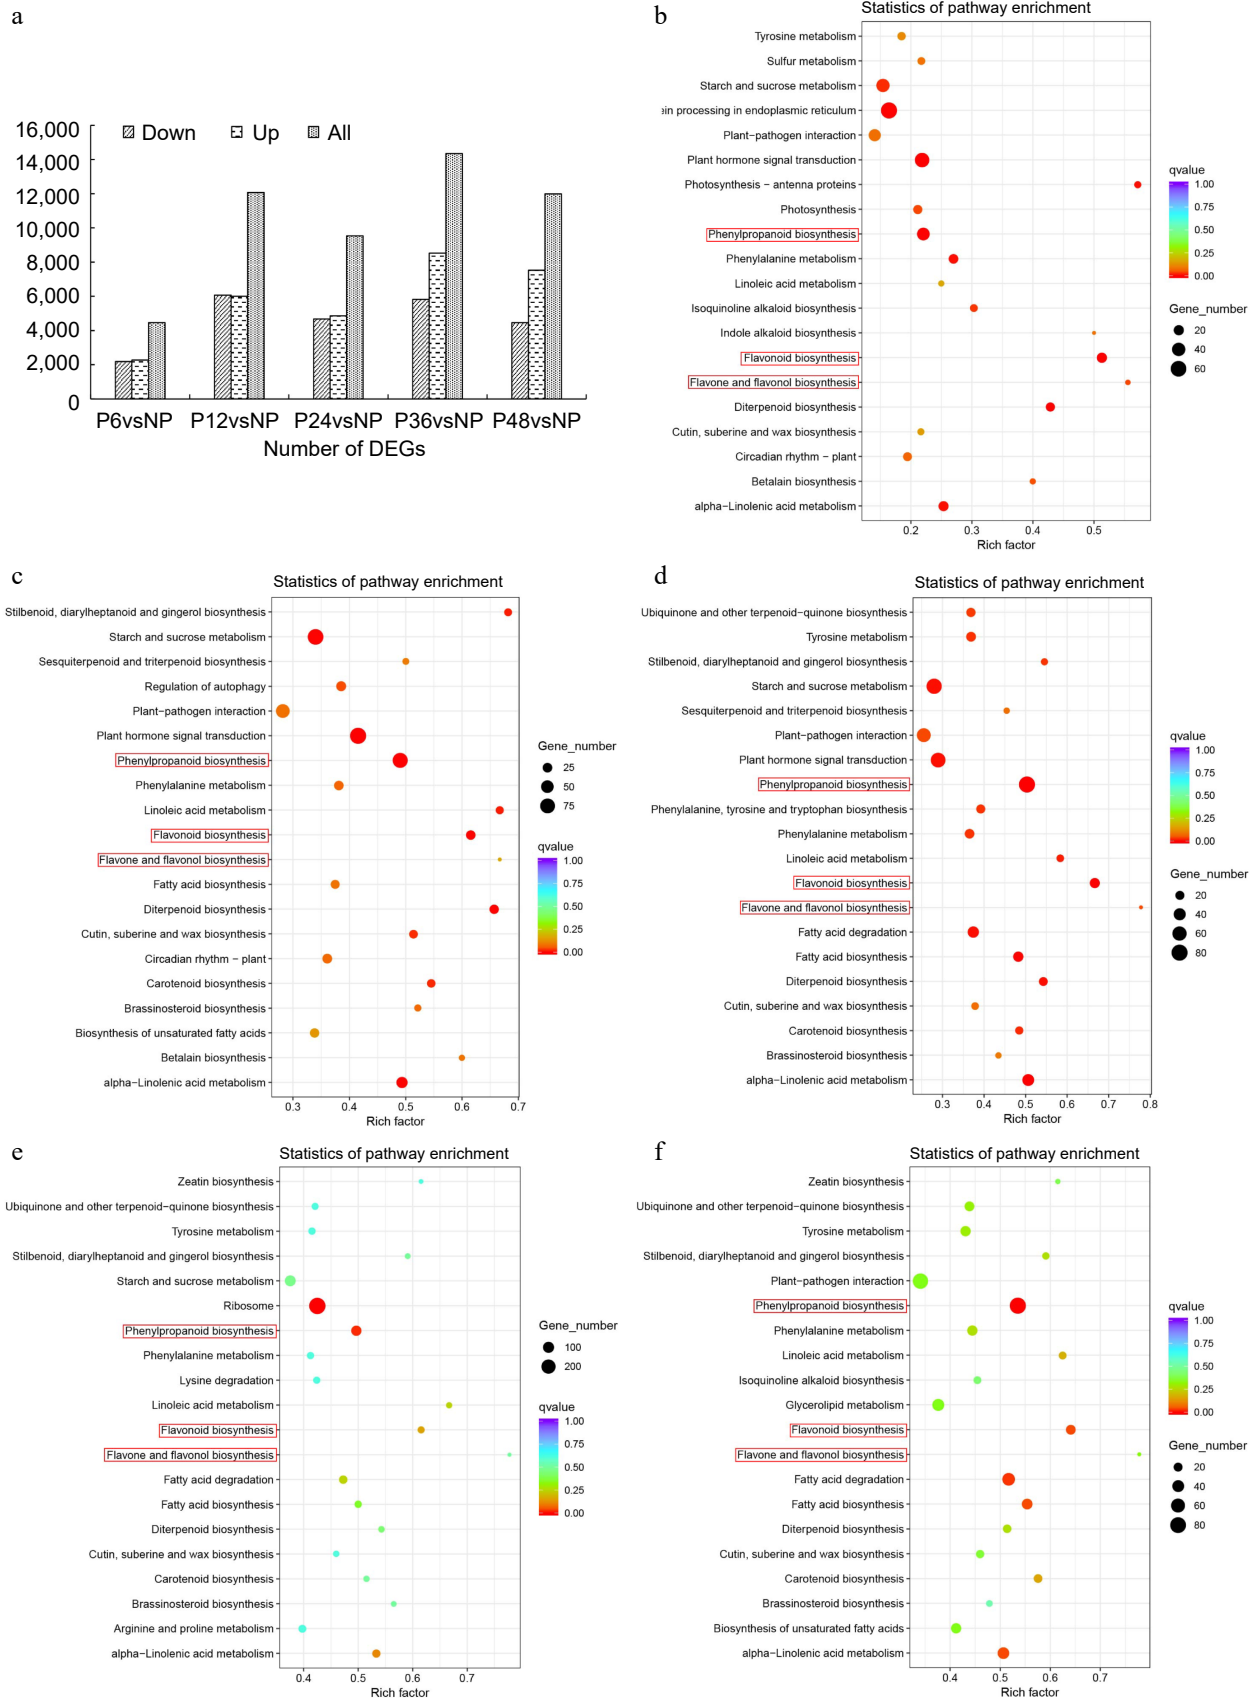 a
16,000
14,000
12,000
10,000
8,000
6,000
4,000
2,000
0
Down Up All
P6vsNP P12vsNP P24vsNP P36vsNP P48vsNP
Number of DEGs
b
Statistics of pathway enrichment
Tyrosine metabolism
Sulfur metabolism
Starch and sucrose metabolism
ein processing in endoplasmic reticulum
Plant−pathogen interaction
Plant hormone signal transduction
Photosynthesis − antenna proteins
Photosynthesis
Phenylpropanoid biosynthesis
Phenylalanine metabolism
Linoleic acid metabolism
Isoquinoline alkaloid biosynthesis
Indole alkaloid biosynthesis
Flavonoid biosynthesis
Flavone and flavonol biosynthesis
Diterpenoid biosynthesis
Cutin, suberine and wax biosynthesis
Circadian rhythm − plant
Betalain biosynthesis
alpha−Linolenic acid metabolism
0.2 0.3 0.4 0.5
Rich factor
qvalue
1.00
0.75
0.50
0.25
0.00
Gene_number
20
40
60
c
Statistics of pathway enrichment
Stilbenoid, diarylheptanoid and gingerol biosynthesis
Starch and sucrose metabolism
Sesquiterpenoid and triterpenoid biosynthesis
Regulation of autophagy
Plant−pathogen interaction
Plant hormone signal transduction
Phenylpropanoid biosynthesis
Phenylalanine metabolism
Linoleic acid metabolism
Flavonoid biosynthesis
Flavone and flavonol biosynthesis
Fatty acid biosynthesis
Diterpenoid biosynthesis
Cutin, suberine and wax biosynthesis
Circadian rhythm − plant
Carotenoid biosynthesis
Brassinosteroid biosynthesis
Biosynthesis of unsaturated fatty acids
Betalain biosynthesis
alpha−Linolenic acid metabolism
0.3 0.4 0.5 0.6 0.7
Rich factor
Gene_number
25
50
75
qvalue
1.00
0.75
0.50
0.25
0.00
d
Statistics of pathway enrichment
Ubiquinone and other terpenoid−quinone biosynthesis
Tyrosine metabolism
Stilbenoid, diarylheptanoid and gingerol biosynthesis
Starch and sucrose metabolism
Sesquiterpenoid and triterpenoid biosynthesis
Plant−pathogen interaction
Plant hormone signal transduction
Phenylpropanoid biosynthesis
Phenylalanine, tyrosine and tryptophan biosynthesis
Phenylalanine metabolism
Linoleic acid metabolism
Flavonoid biosynthesis
Flavone and flavonol biosynthesis
Fatty acid degradation
Fatty acid biosynthesis
Diterpenoid biosynthesis
Cutin, suberine and wax biosynthesis
Carotenoid biosynthesis
Brassinosteroid biosynthesis
alpha−Linolenic acid metabolism
0.3 0.4 0.5 0.6 0.7 0.8
Rich factor
qvalue
1.00
0.75
0.50
0.25
0.00
Gene_number
20
40
60
80
e
Statistics of pathway enrichment
Zeatin biosynthesis
Ubiquinone and other terpenoid−quinone biosynthesis
Tyrosine metabolism
Stilbenoid, diarylheptanoid and gingerol biosynthesis
Starch and sucrose metabolism
Ribosome
Phenylpropanoid biosynthesis
Phenylalanine metabolism
Lysine degradation
Linoleic acid metabolism
Flavonoid biosynthesis
Flavone and flavonol biosynthesis
Fatty acid degradation
Fatty acid biosynthesis
Diterpenoid biosynthesis
Cutin, suberine and wax biosynthesis
Carotenoid biosynthesis
Brassinosteroid biosynthesis
Arginine and proline metabolism
alpha−Linolenic acid metabolism
0.4 0.5 0.6 0.7
Rich factor
Gene_number
100
200
qvalue
1.00
0.75
0.50
0.25
0.00
f
Statistics of pathway enrichment
Zeatin biosynthesis
Ubiquinone and other terpenoid−quinone biosynthesis
Tyrosine metabolism
Stilbenoid, diarylheptanoid and gingerol biosynthesis
Plant−pathogen interaction
Phenylpropanoid biosynthesis
Phenylalanine metabolism
Linoleic acid metabolism
Isoquinoline alkaloid biosynthesis
Glycerolipid metabolism
Flavonoid biosynthesis
Flavone and flavonol biosynthesis
Fatty acid degradation
Fatty acid biosynthesis
Diterpenoid biosynthesis
Cutin, suberine and wax biosynthesis
Carotenoid biosynthesis
Brassinosteroid biosynthesis
Biosynthesis of unsaturated fatty acids
alpha−Linolenic acid metabolism
0.4 0.5 0.6 0.7
Rich factor
qvalue
1.00
0.75
0.50
0.25
0.00
Gene_number
20
40
60
80